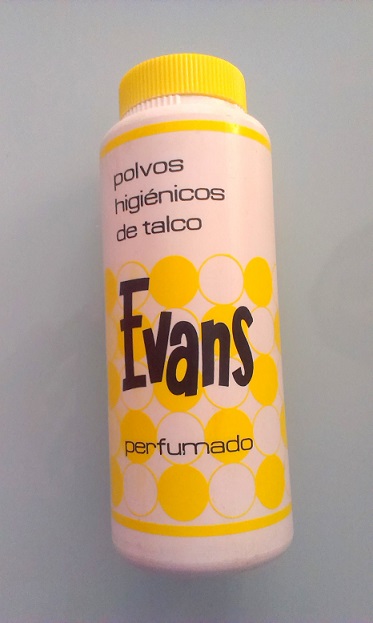 polvos
higiénicos
de talco
Evans
perfumado